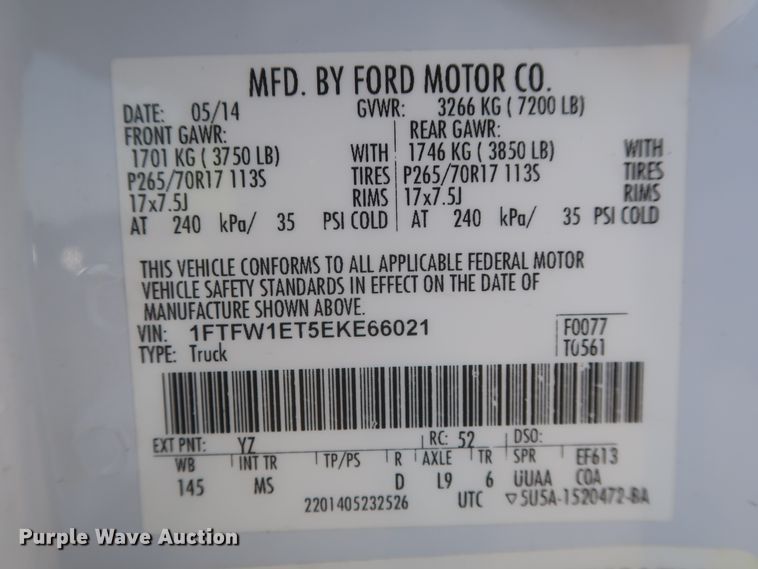 MFD. BY FORD MOTOR CO.
DATE: 05/14 GVWR: 3266 KG ( 7200 LB)
FRONT GAWR: REAR GAWR:
1701 KG ( 3750 LB) WITH 1746 KG ( 3850 LB) WITH
P265/70R17 113S TIRES P265/70R17 113S TIRES
17x7.5J RIMS 17x7.5J RIMS
AT 240 kPa/ 35 PSI COLD AT 240 kPa/ 35 PSI COLD
THIS VEHICLE CONFORMS TO ALL APPLICABLE FEDERAL MOTOR
VEHICLE SAFETY STANDARDS IN EFFECT ON THE DATE OF
MANUFACTURE SHOWN ABOVE.
VIN: 1FTFW1ET5EKE66021 F0077
TYPE: Truck T0561
EXT PNT: YZ RC: 52 DSO:
WB INT TR TP/PS R AXLE TR SPR EF613
145 MS D L9 6 UUAA COA
2201405232526 UTC ▽5U5A-1520472-BA
Purple Wave Auction